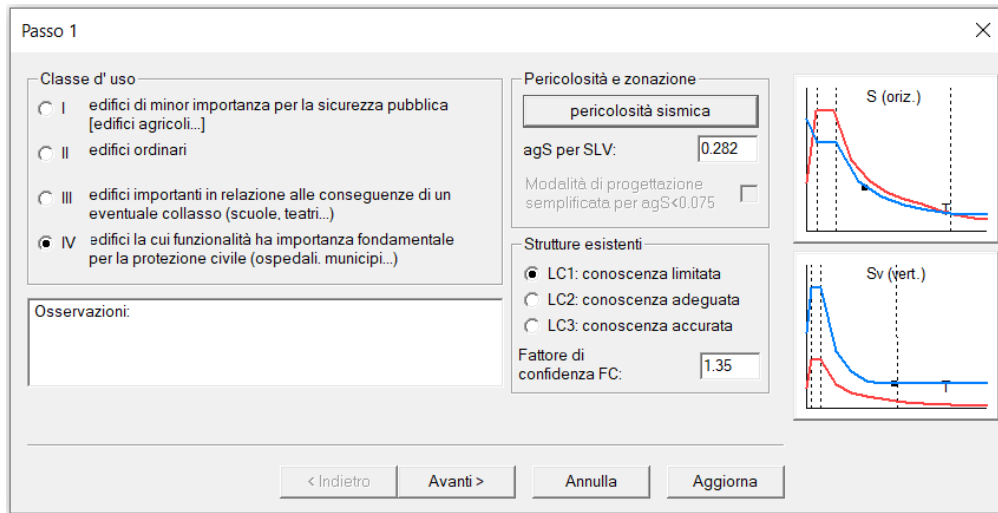 Passo 1
Classe d' uso
I edifici di minor importanza per la sicurezza pubblica
[edifici agricoli...]
II edifici ordinari
III edifici importanti in relazione alle conseguenze di un
eventuale collasso (scuole, teatri...)
IV edifici la cui funzionalità ha importanza fondamentale
per la protezione civile (ospedali. municipi...)
Osservazioni:
Pericolosità e zonazione
pericolosità sismica
agS per SLV: 0.282
Modalità di progettazione
semplificata per agS<0.075
Strutture esistenti
LC1: conoscenza limitata
LC2: conoscenza adeguata
LC3: conoscenza accurata
Fattore di
confidenza FC: 1.35
S (oriz.)
T
Sv (vert.)
T
< Indietro
Avanti >
Annulla
Aggiorna